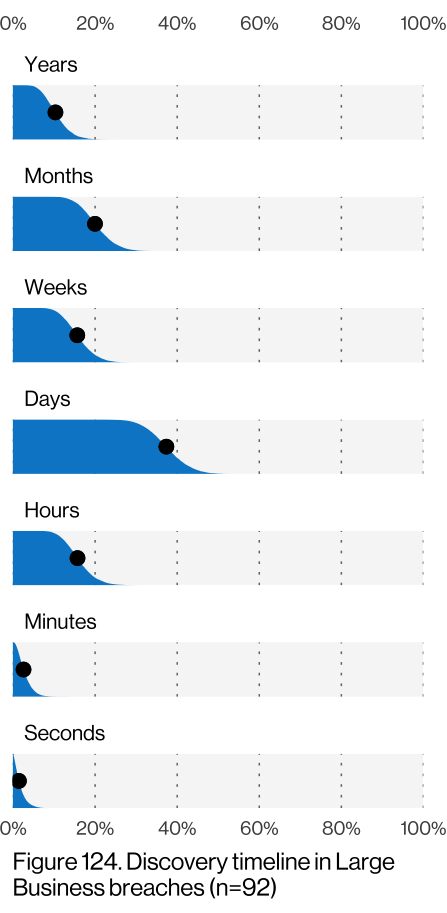 0% 20% 40% 60% 80% 100%
Years
Months
Weeks
Days
Hours
Minutes
Seconds
0% 20% 40% 60% 80% 100%
Figure 124. Discovery timeline in Large
Business breaches (n=92)